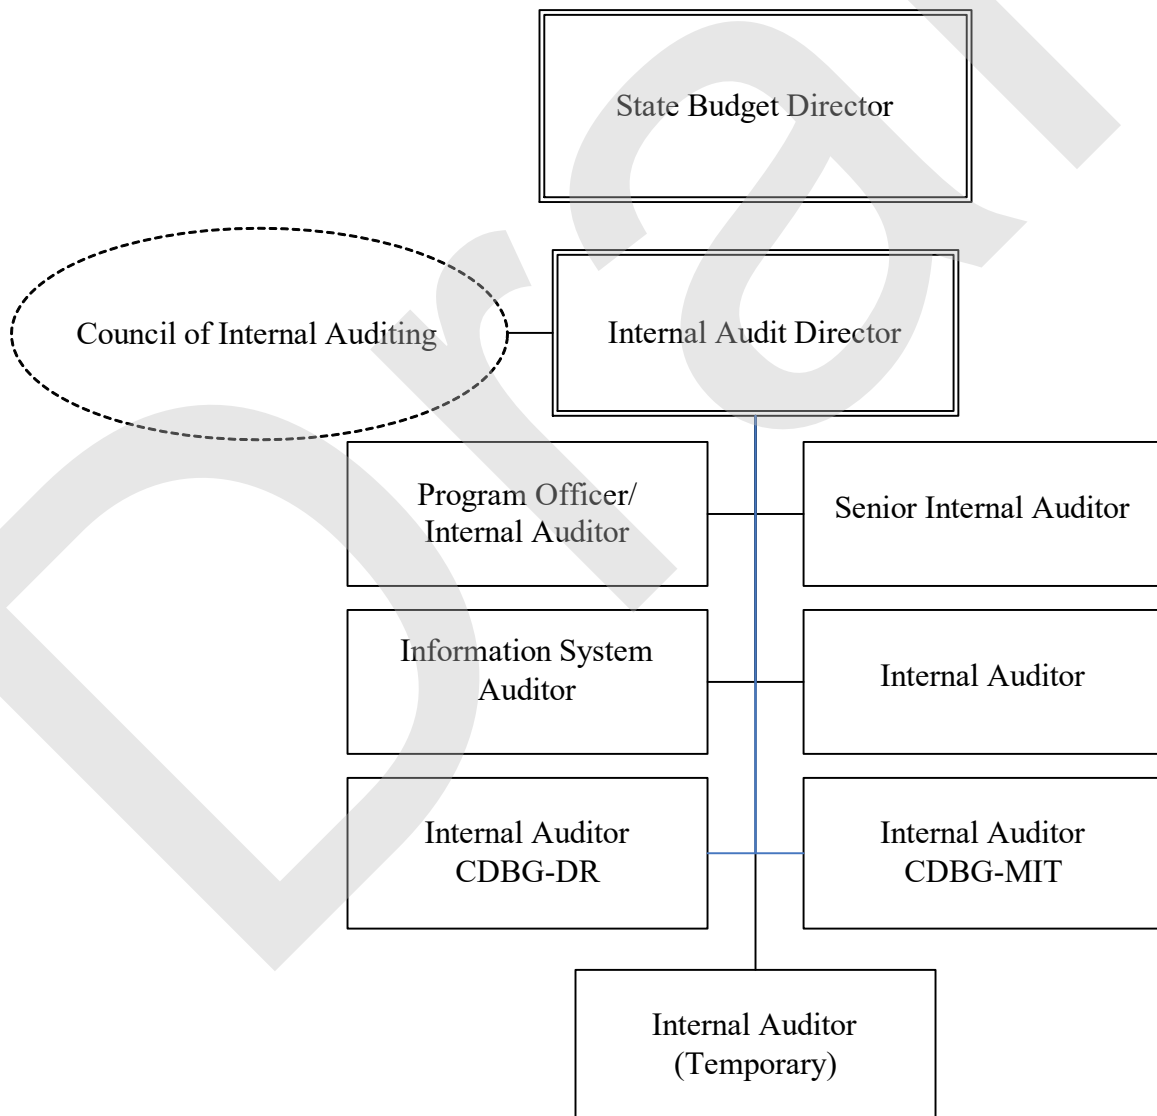 State Budget Director
Council of Internal Auditing
Internal Audit Director
Program Officer/
Internal Auditor
Senior Internal Auditor
Information System
Auditor
Internal Auditor
Internal Auditor
CDBG-DR
Internal Auditor
CDBG-MIT
Internal Auditor
(Temporary)
Draf